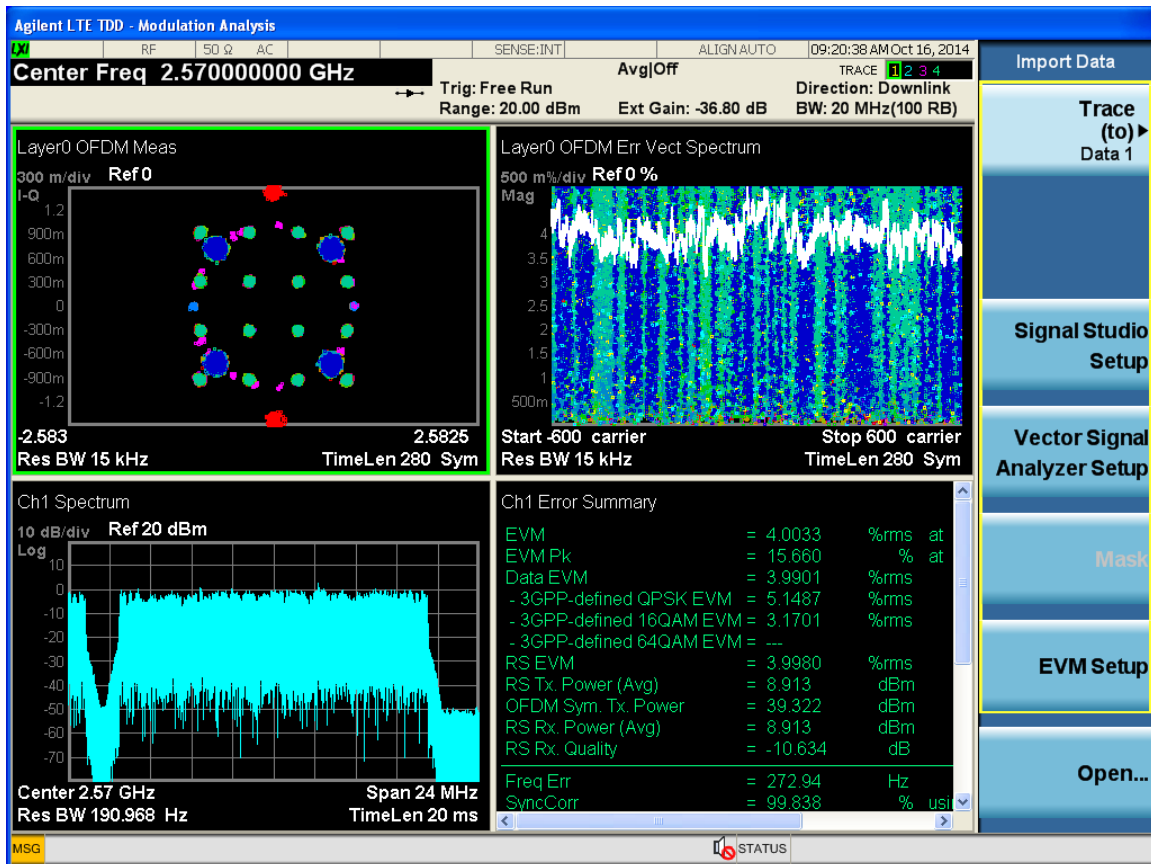 Agilent LTE TDD - Modulation Analysis
LXI RF 50 Ω AC SENSE:INT ALIGN AUTO 09:20:38 AM Oct 16, 2014
Center Freq 2.570000000 GHz
Trig: Free Run
Range: 20.00 dBm
Avg|Off
Ext Gain: -36.80 dB
TRACE 1 2 3 4
Direction: Downlink
BW: 20 MHz(100 RB)
Layer0 OFDM Meas
300 m/div Ref 0
I-Q
1.2
900m
600m
300m
0
-300m
-600m
-900m
-1.2
-2.583 2.5825
Res BW 15 kHz TimeLen 280 Sym
Layer0 OFDM Err Vect Spectrum
500 m%/div Ref 0 %
Mag
4
3.5
3
2.5
2
1.5
1
500m
Start -600 carrier Stop 600 carrier
Res BW 15 kHz TimeLen 280 Sym
Ch1 Spectrum
10 dB/div Ref 20 dBm
Log
10
0
-10
-20
-30
-40
-50
-60
-70
Center 2.57 GHz Span 24 MHz
Res BW 190.968 Hz TimeLen 20 ms
Ch1 Error Summary
EVM = 4.0033 %rms at
EVM Pk = 15.660 % at
Data EVM = 3.9901 %rms
- 3GPP-defined QPSK EVM = 5.1487 %rms
- 3GPP-defined 16QAM EVM = 3.1701 %rms
- 3GPP-defined 64QAM EVM = ---
RS EVM = 3.9980 %rms
RS Tx. Power (Avg) = 8.913 dBm
OFDM Sym. Tx. Power = 39.322 dBm
RS Rx. Power (Avg) = 8.913 dBm
RS Rx. Quality = -10.634 dB
Freq Err = 272.94 Hz
SyncCorr = 99.838 % usi
Import Data
Trace
(to)
Data 1
Signal Studio
Setup
Vector Signal
Analyzer Setup
Mask
EVM Setup
Open...
MSG STATUS